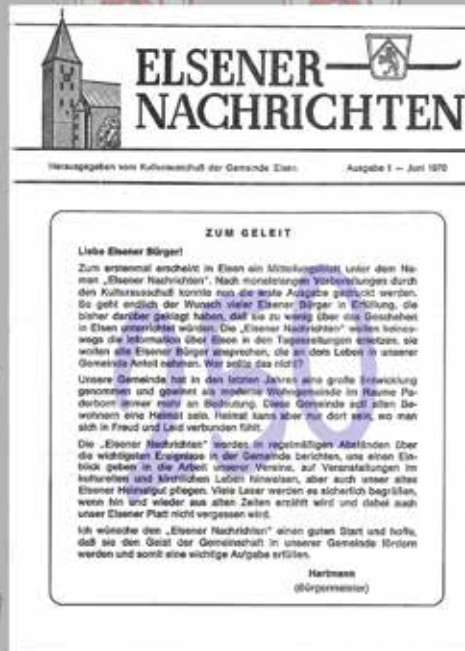 ELSENER
NACHRICHTEN
Herausgegeben vom Kulturausschuß der Gemeinde Elsen Ausgabe 1 — Juni 1970
ZUM GELEIT
Liebe Elsener Bürger!
Zum erstenmal erscheint in Elsen ein Mitteilungsblatt unter dem Na-
men „Elsener Nachrichten". Nach monatelangen Vorbereitungen durch
den Kulturausschuß konnte nun die erste Ausgabe gedruckt werden.
So geht endlich der Wunsch vieler Elsener Bürger in Erfüllung, die
bisher darüber geklagt haben, daß sie zu wenig über das Geschehen
in Elsen unterrichtet würden. Die „Elsener Nachrichten" wollen keines-
wegs die Information über Elsen in den Tageszeitungen ersetzen, sie
wollen alle Elsener Bürger ansprechen, die an dem Leben in unserer
Gemeinde Anteil nehmen. Wer sollte das nicht?
Unsere Gemeinde hat in den letzten Jahren eine große Entwicklung
genommen und gewinnt als moderne Wohngemeinde im Raume Pa-
derborn immer mehr an Bedeutung. Diese Gemeinde soll allen Be-
wohnern eine Heimat sein. Heimat kann aber nur dort sein, wo man
sich in Freud und Leid verbunden fühlt.
Die „Elsener Nachrichten" werden in regelmäßigen Abständen über
die wichtigsten Ereignisse in der Gemeinde berichten, uns einen Ein-
blick geben in die Arbeit unserer Vereine, auf Veranstaltungen im
kulturellen und kirchlichen Leben hinweisen, aber auch unser altes
Elsener Heimatgut pflegen. Viele Leser werden es sicherlich begrüßen,
wenn hin und wieder aus alten Zeiten erzählt wird und dabei auch
unser Elsener Platt nicht vergessen wird.
Ich wünsche den „Elsener Nachrichten" einen guten Start und hoffe,
daß sie den Geist der Gemeinschaft in unserer Gemeinde fördern
werden und somit eine wichtige Aufgabe erfüllen.
Hartmann
(Bürgermeister)
50